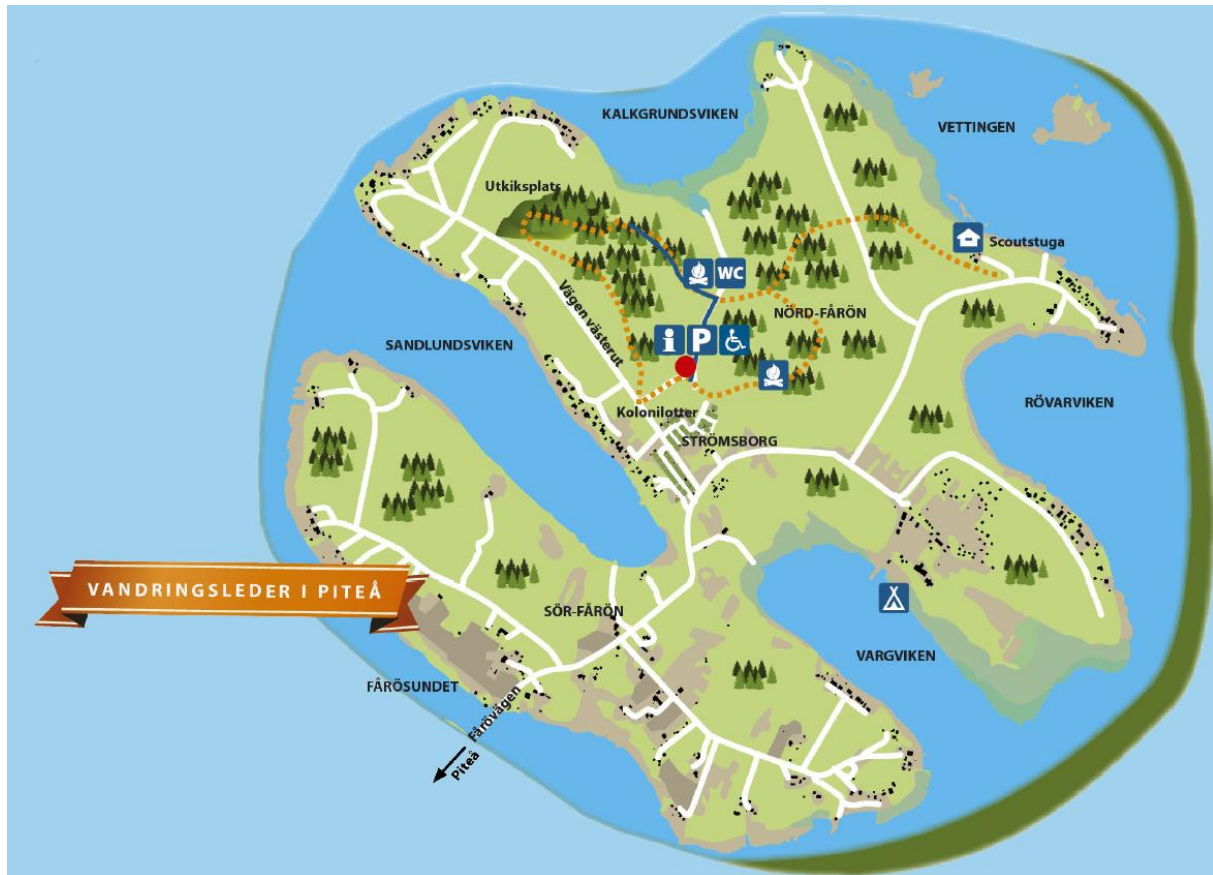 KALKGRUNDSVIKEN
VETTINGEN
Utkiksplats
Scoutstuga
WC
Vägen västerut
NORD-FÅRÖN
i P
SANDLUNDSVIKEN
RÖVARVIKEN
Kolonilotter
STRÖMSBORG
VANDRINGSLEDER I PITEÅ
SÖR-FÅRÖN
VARGVIKEN
FÅRÖSUNDET
Fårövägen
Piteå